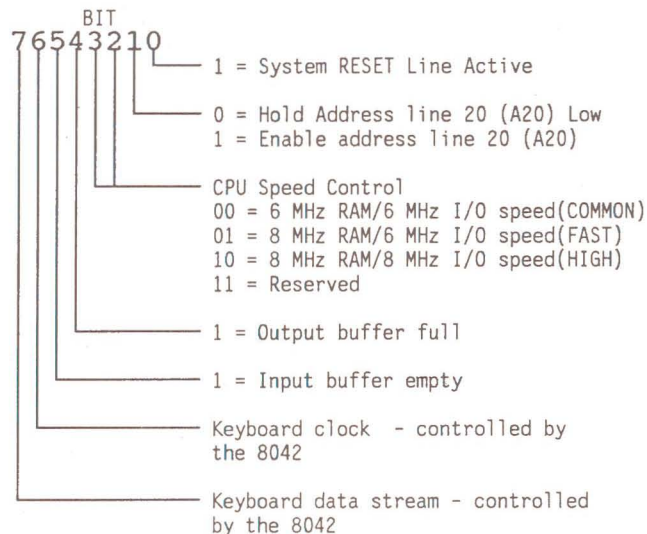 BIT
76543210
1 = System RESET Line Active
0 = Hold Address line 20 (A20) Low
1 = Enable address line 20 (A20)
CPU Speed Control
00 = 6 MHz RAM/6 MHz I/O speed(COMMON)
01 = 8 MHz RAM/6 MHz I/O speed(FAST)
10 = 8 MHz RAM/8 MHz I/O speed(HIGH)
11 = Reserved
1 = Output buffer full
1 = Input buffer empty
Keyboard clock - controlled by
the 8042
Keyboard data stream - controlled
by the 8042